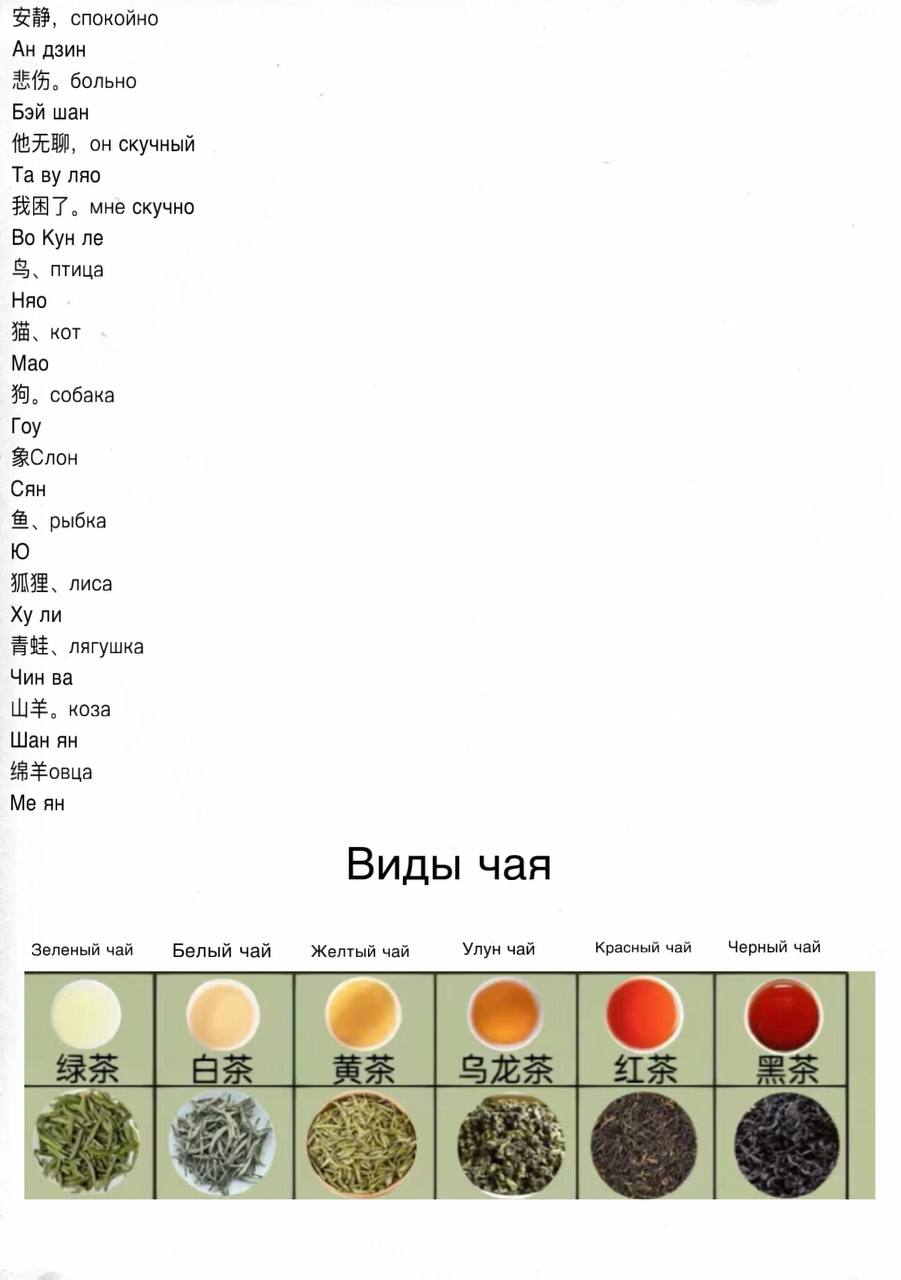 安静，спокойно
Ан дзин
悲伤。больно
Бэй шан
他无聊，он скучный
Та ву ляо
我困了。мне скучно
Во Кун ле
鸟、птица
Няо
猫、кот
Мао
狗。собака
Гоу
象Слон
Сян
鱼、рыбка
Ю
狐狸、лиса
Ху ли
青蛙、лягушка
Чин ва
山羊。коза
Шан ян
绵羊овца
Ме ян
Виды чая
Зеленый чай Белый чай Желтый чай Улун чай Красный чай Черный чай
绿茶 白茶 黄茶 乌龙茶 红茶 黑茶